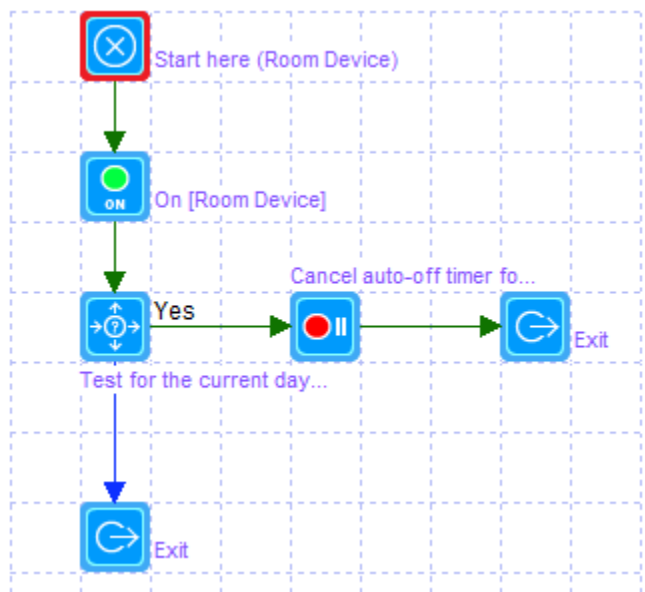 Start here (Room Device)
ON
On [Room Device]
Cancel auto-off timer fo...
Yes
?
Exit
Test for the current day...
Exit